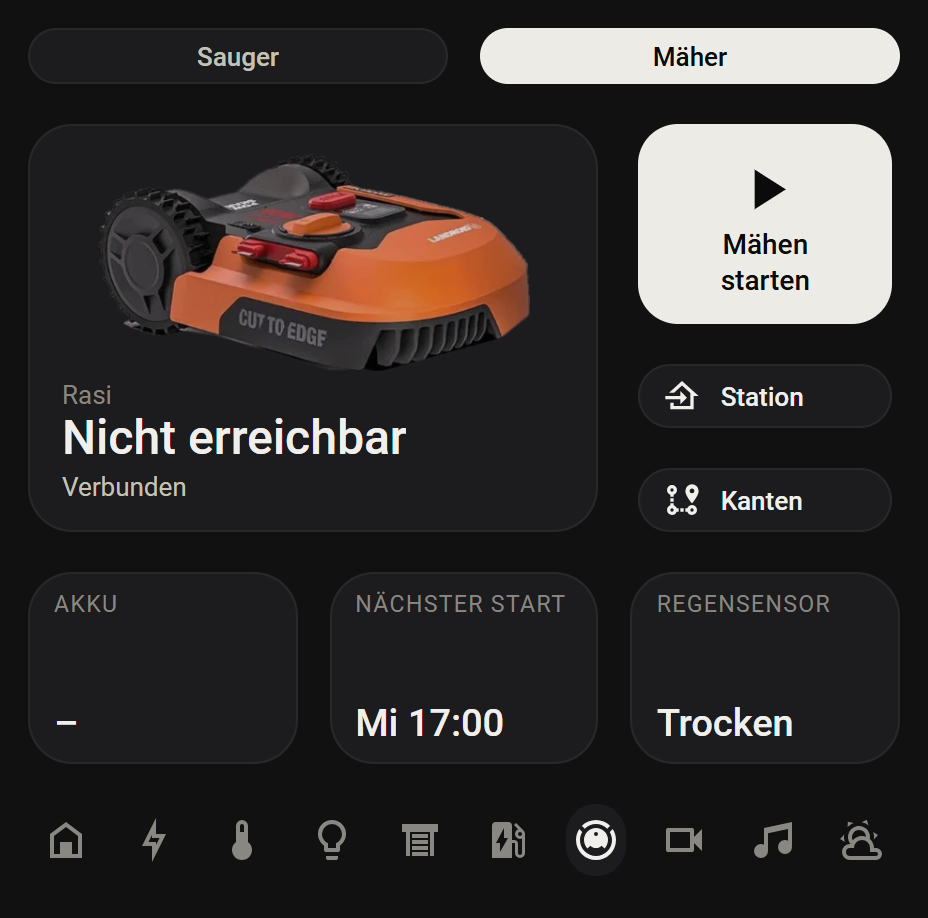 Sauger
Mäher
LANDROID
CUT TO EDGE
Rasi
Nicht erreichbar
Verbunden
Mähen
starten
Station
Kanten
AKKU
–
NÄCHSTER START
Mi 17:00
REGENSENSOR
Trocken